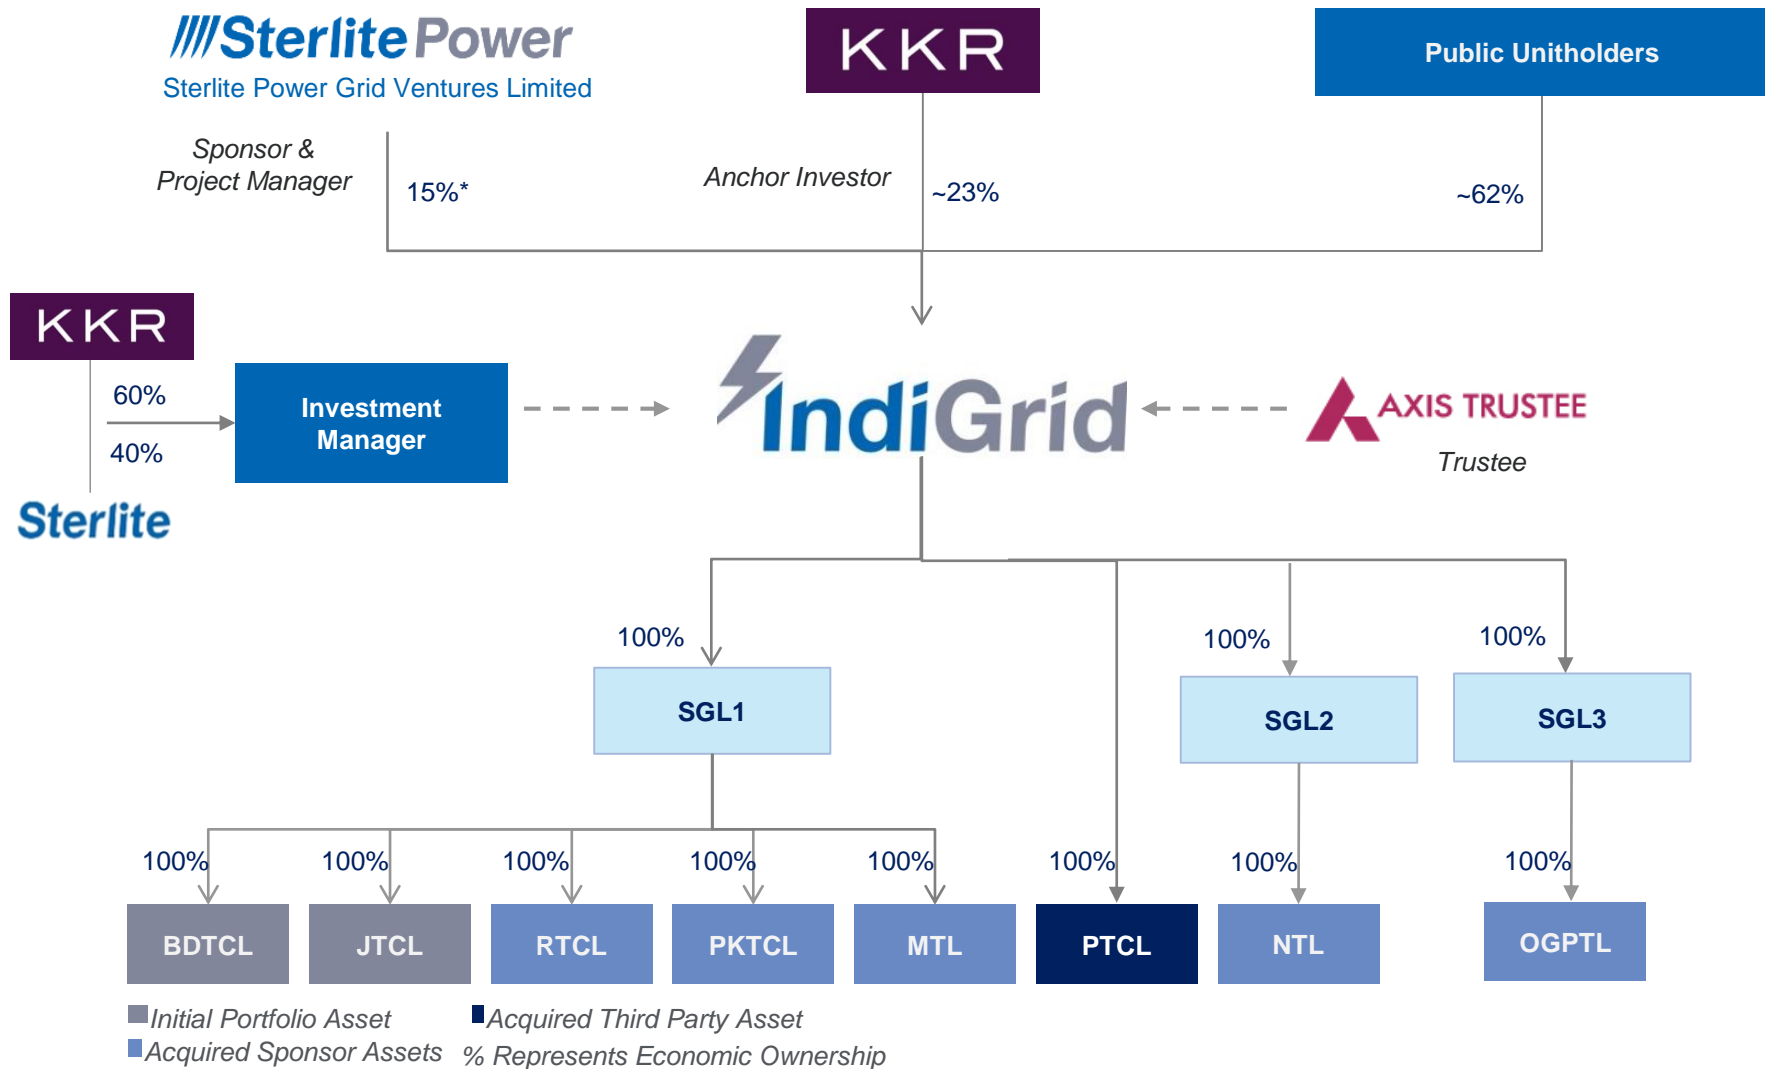 Sterlite Power
KKR
Public Unitholders
Sterlite Power Grid Ventures Limited
Sponsor &
Project Manager
Anchor Investor
15%*
~23%
~62%
KKR
60%
40%
Sterlite
Investment
Manager
IndiGrid
AXIS TRUSTEE
Trustee
100%
100%
100%
SGL1
SGL2
SGL3
100%
100%
100%
100%
100%
100%
100%
100%
BDTCL
JTCL
RTCL
PKTCL
MTL
PTCL
NTL
OGPTL
Initial Portfolio Asset
Acquired Third Party Asset
Acquired Sponsor Assets
% Represents Economic Ownership